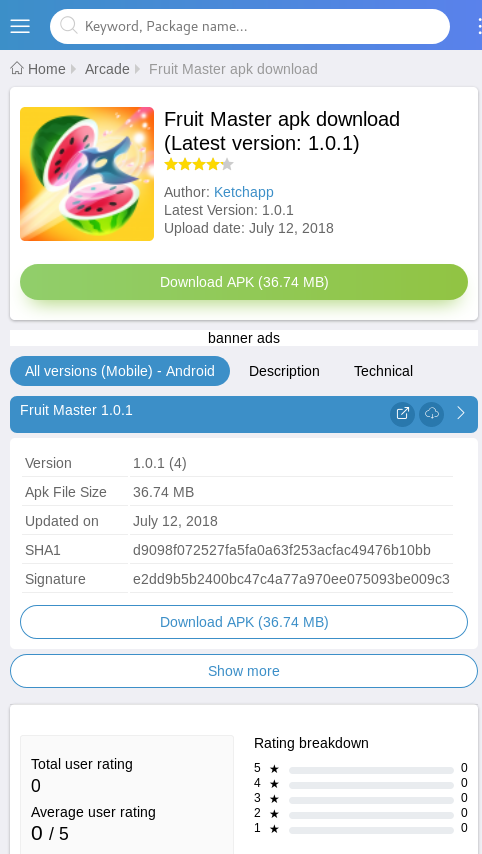 Keyword, Package name...
Home Arcade Fruit Master apk download
Fruit Master apk download
(Latest version: 1.0.1)
Author: Ketchapp
Latest Version: 1.0.1
Upload date: July 12, 2018
Download APK (36.74 MB)
banner ads
All versions (Mobile) - Android Description Technical
Fruit Master 1.0.1
Version 1.0.1 (4)
Apk File Size 36.74 MB
Updated on July 12, 2018
SHA1 d9098f072527fa5fa0a63f253acfac49476b10bb
Signature e2dd9b5b2400bc47c4a77a970ee075093be009c3
Download APK (36.74 MB)
Show more
Total user rating
0
Average user rating
0 / 5
Rating breakdown
5 ★ 0
4 ★ 0
3 ★ 0
2 ★ 0
1 ★ 0